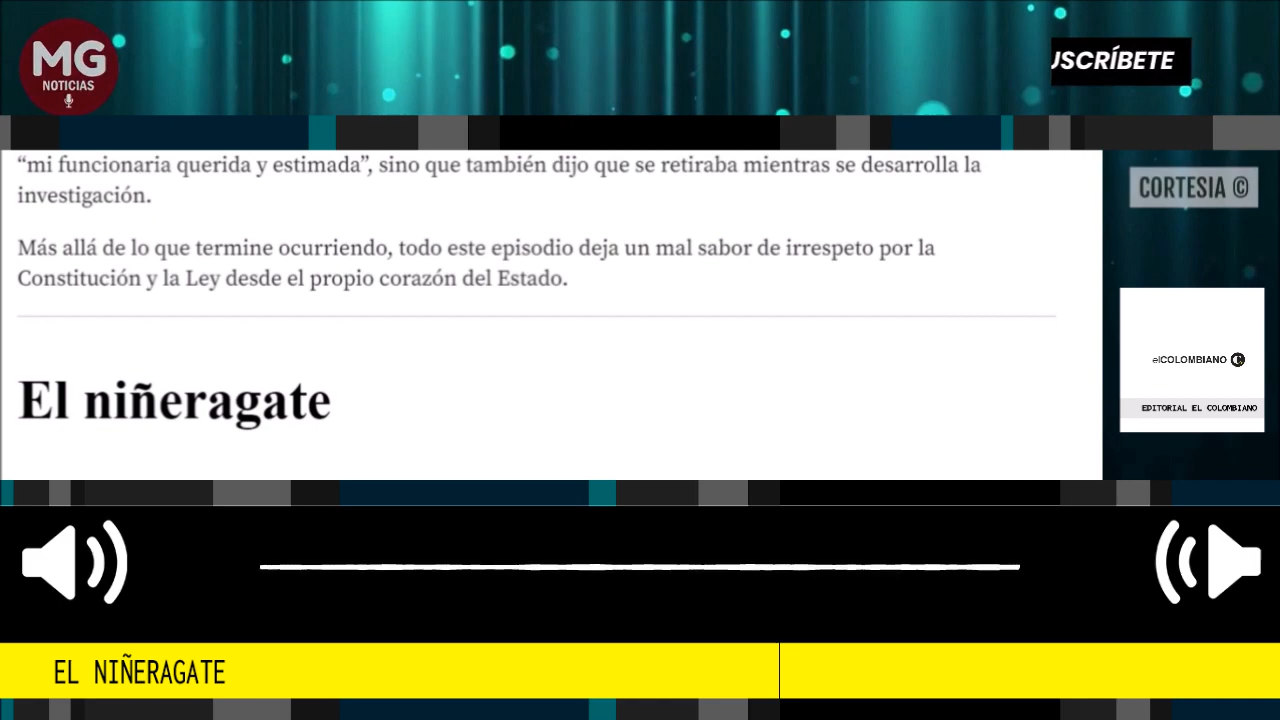 MG
NOTICIAS
USCRÍBETE
“mi funcionaria querida y estimada”, sino que también dijo que se retiraba mientras se desarrolla la
investigación.
CORTESIA ©
Más allá de lo que termine ocurriendo, todo este episodio deja un mal sabor de irrespeto por la
Constitución y la Ley desde el propio corazón del Estado.
El niñeragate
elCOLOMBIANO C
EDITORIAL EL COLOMBIANO
EL NIÑERAGATE